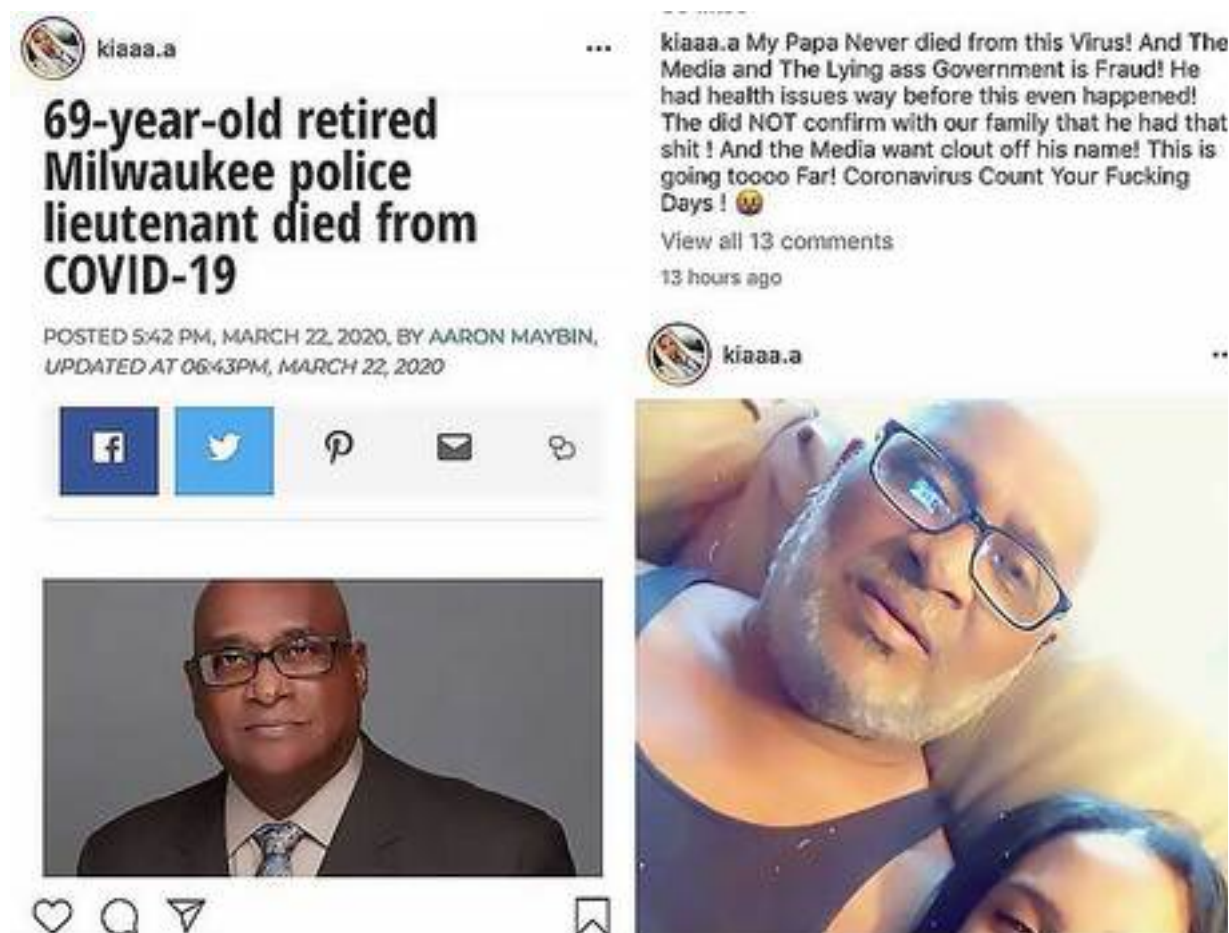 kiaaa.a
69-year-old retired
Milwaukee police
lieutenant died from
COVID-19
POSTED 5:42 PM, MARCH 22, 2020, BY AARON MAYBIN,
UPDATED AT 06:43PM, MARCH 22, 2020
kiaaa.a My Papa Never died from this Virus! And The
Media and The Lying ass Government is Fraud! He
had health issues way before this even happened!
The did NOT confirm with our family that he had that
shit ! And the Media want clout off his name! This is
going toooo Far! Coronavirus Count Your Fucking
Days ! 🤬
View all 13 comments
13 hours ago
kiaaa.a